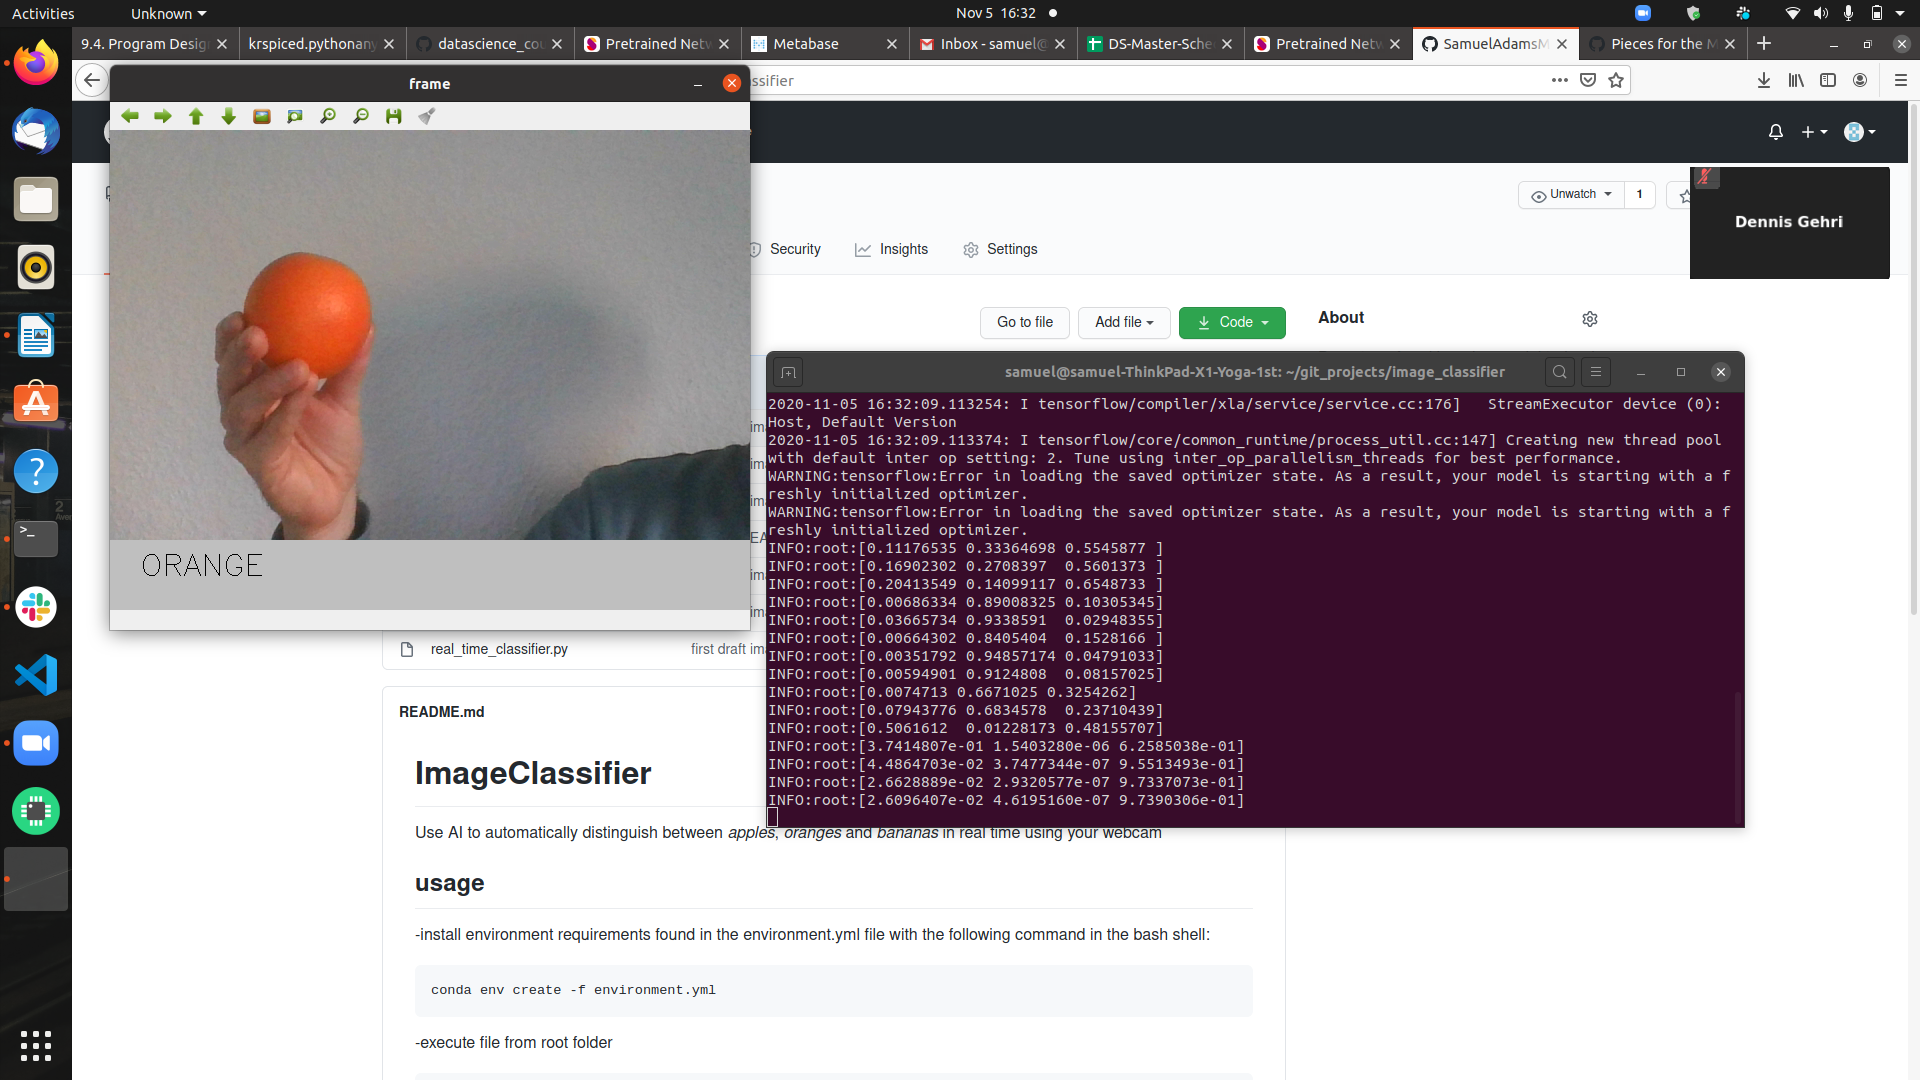 Activities
Unknown
Nov 5 16:32
9.4. Program Desig
krspiced.pythonany
datascience_cou
Pretrained Netw
Metabase
Inbox - samuel@
DS-Master-Sche
Pretrained Netw
SamuelAdamsM
Pieces for the M
frame
ssifier
Unwatch
1
Dennis Gehri
Security
Insights
Settings
Go to file
Add file
Code
About
ORANGE
samuel@samuel-ThinkPad-X1-Yoga-1st: ~/git_projects/image_classifier
2020-11-05 16:32:09.113254: I tensorflow/compiler/xla/service/service.cc:176]   StreamExecutor device (0):
Host, Default Version
2020-11-05 16:32:09.113374: I tensorflow/core/common_runtime/process_util.cc:147] Creating new thread pool
with default inter op setting: 2. Tune using inter_op_parallelism_threads for best performance.
WARNING:tensorflow:Error in loading the saved optimizer state. As a result, your model is starting with a f
reshly initialized optimizer.
WARNING:tensorflow:Error in loading the saved optimizer state. As a result, your model is starting with a f
reshly initialized optimizer.
INFO:root:[0.11176535 0.33364698 0.5545877 ]
INFO:root:[0.16902302 0.2708397  0.5601373 ]
INFO:root:[0.20413549 0.14099117 0.6548733 ]
INFO:root:[0.00686334 0.89008325 0.10305345]
INFO:root:[0.03665734 0.9338591  0.02948355]
INFO:root:[0.00664302 0.8405404  0.1528166 ]
INFO:root:[0.00351792 0.94857174 0.04791033]
INFO:root:[0.00594901 0.9124808  0.08157025]
INFO:root:[0.0074713 0.6671025 0.3254262]
INFO:root:[0.07943776 0.6834578  0.23710439]
INFO:root:[0.5061612  0.01228173 0.48155707]
INFO:root:[3.7414807e-01 1.5403280e-06 6.2585038e-01]
INFO:root:[4.4864703e-02 3.7477344e-07 9.5513493e-01]
INFO:root:[2.6628889e-02 2.9320577e-07 9.7337073e-01]
INFO:root:[2.6096407e-02 4.6195160e-07 9.7390306e-01]
real_time_classifier.py
first draft ima
README.md
ImageClassifier
Use AI to automatically distinguish between apples, oranges and bananas in real time using your webcam
usage
-install environment requirements found in the environment.yml file with the following command in the bash shell:
conda env create -f environment.yml
-execute file from root folder